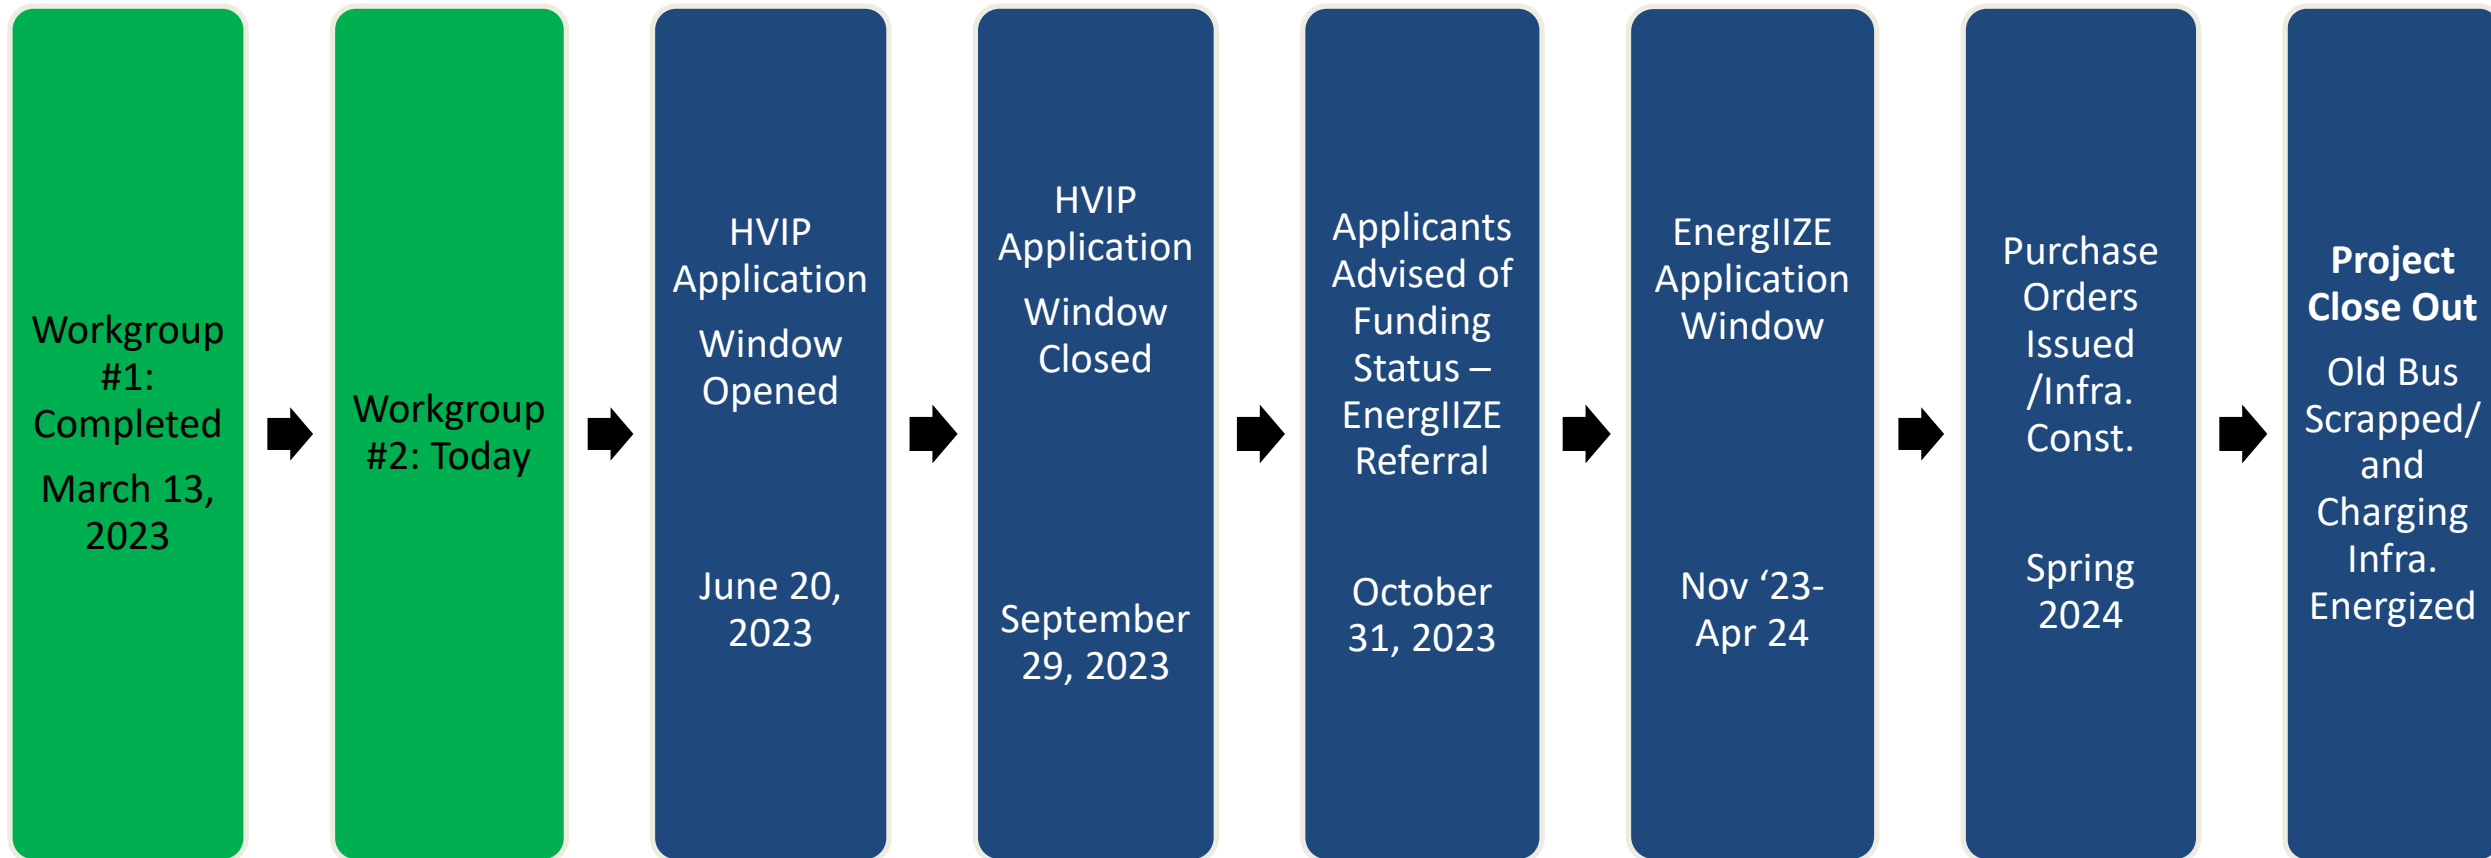 Workgroup
#1:
Completed
March 13,
2023
Workgroup
#2: Today
HVIP
Application
Window
Opened
June 20,
2023
HVIP
Application
Window
Closed
September
29, 2023
Applicants
Advised of
Funding
Status –
EnergIIZE
Referral
October
31, 2023
EnergIIZE
Application
Window
Nov ‘23-
Apr 24
Purchase
Orders
Issued
/Infra.
Const.
Spring
2024
Project
Close Out
Old Bus
Scrapped/
and
Charging
Infra.
Energized